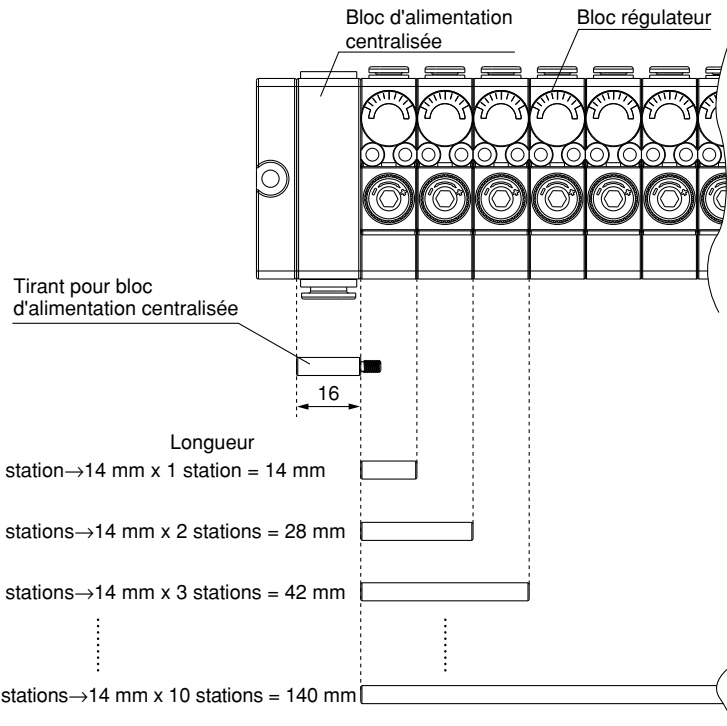 Bloc d'alimentation
centralisée
Bloc régulateur
Tirant pour bloc
d'alimentation centralisée
16
Longueur
station→14 mm x 1 station = 14 mm
stations→14 mm x 2 stations = 28 mm
stations→14 mm x 3 stations = 42 mm
stations→14 mm x 10 stations = 140 mm